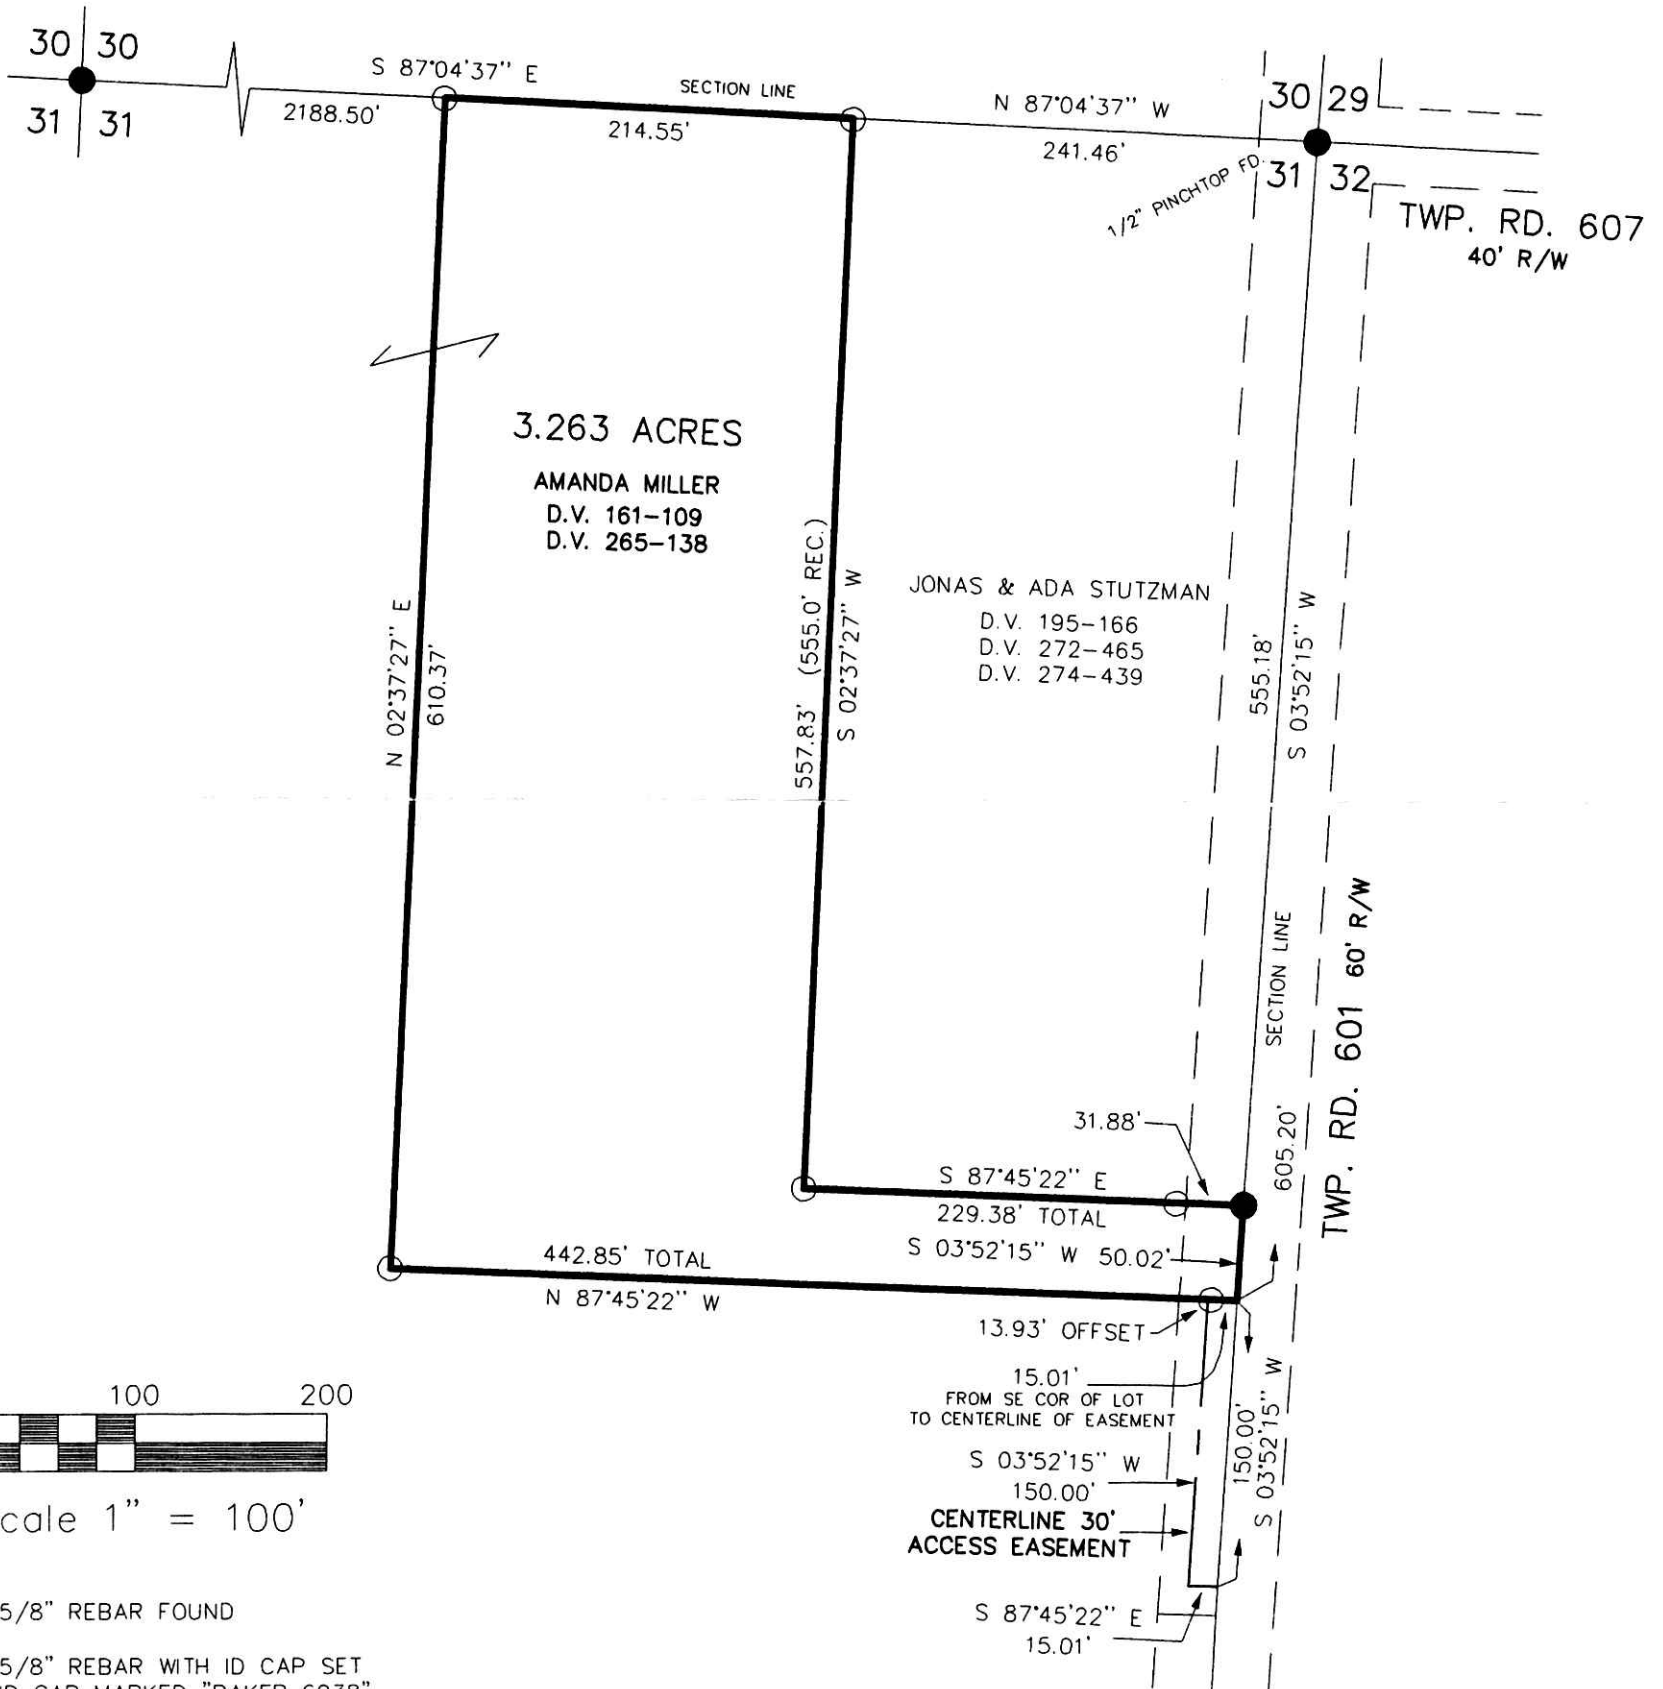 30 30
31 31
S 87°04'37" E
2188.50'
SECTION LINE
214.55'
N 87°04'37" W
241.46'
30 29
31 32
1/2" PINCHTOP FD.
TWP. RD. 607
40' R/W
3.263 ACRES
AMANDA MILLER
D.V. 161-109
D.V. 265-138
N 02°37'27" E
610.37'
557.83' (555.0' REC.)
S 02°37'27" W
JONAS & ADA STUTZMAN
D.V. 195-166
D.V. 272-465
D.V. 274-439
555.18'
S 03°52'15" W
SECTION LINE
605.20'
TWP. RD. 601 60' R/W
31.88'
S 87°45'22" E
229.38' TOTAL
S 03°52'15" W 50.02'
442.85' TOTAL
N 87°45'22" W
13.93' OFFSET
15.01'
FROM SE COR OF LOT
TO CENTERLINE OF EASEMENT
S 03°52'15" W
150.00'
CENTERLINE 30'
ACCESS EASEMENT
150.00'
S 03°52'15" W
S 87°45'22" E
15.01'
100 200
cale 1" = 100'
5/8" REBAR FOUND
5/8" REBAR WITH ID CAP SET
CAP MARKED